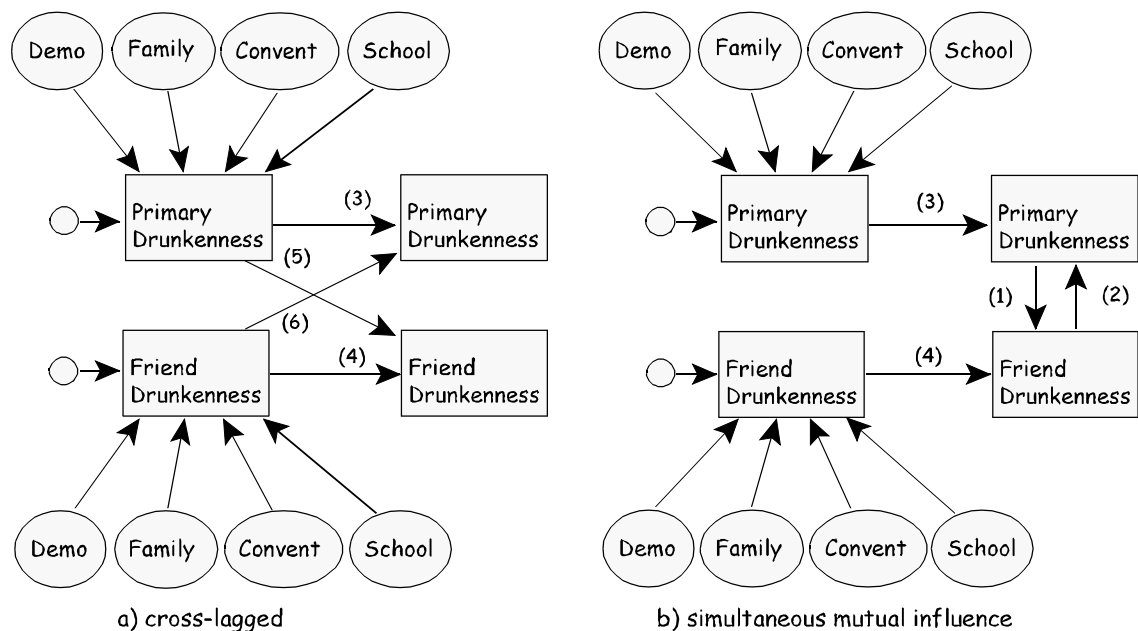 Demo
Family
Convent
School
Primary
Drunkenness
(3)
Primary
Drunkenness
(5)
(6)
Friend
Drunkenness
(4)
Friend
Drunkenness
Demo
Family
Convent
School
a) cross-lagged
Demo
Family
Convent
School
Primary
Drunkenness
(3)
Primary
Drunkenness
(1)
(2)
Friend
Drunkenness
(4)
Friend
Drunkenness
Demo
Family
Convent
School
b) simultaneous mutual influence